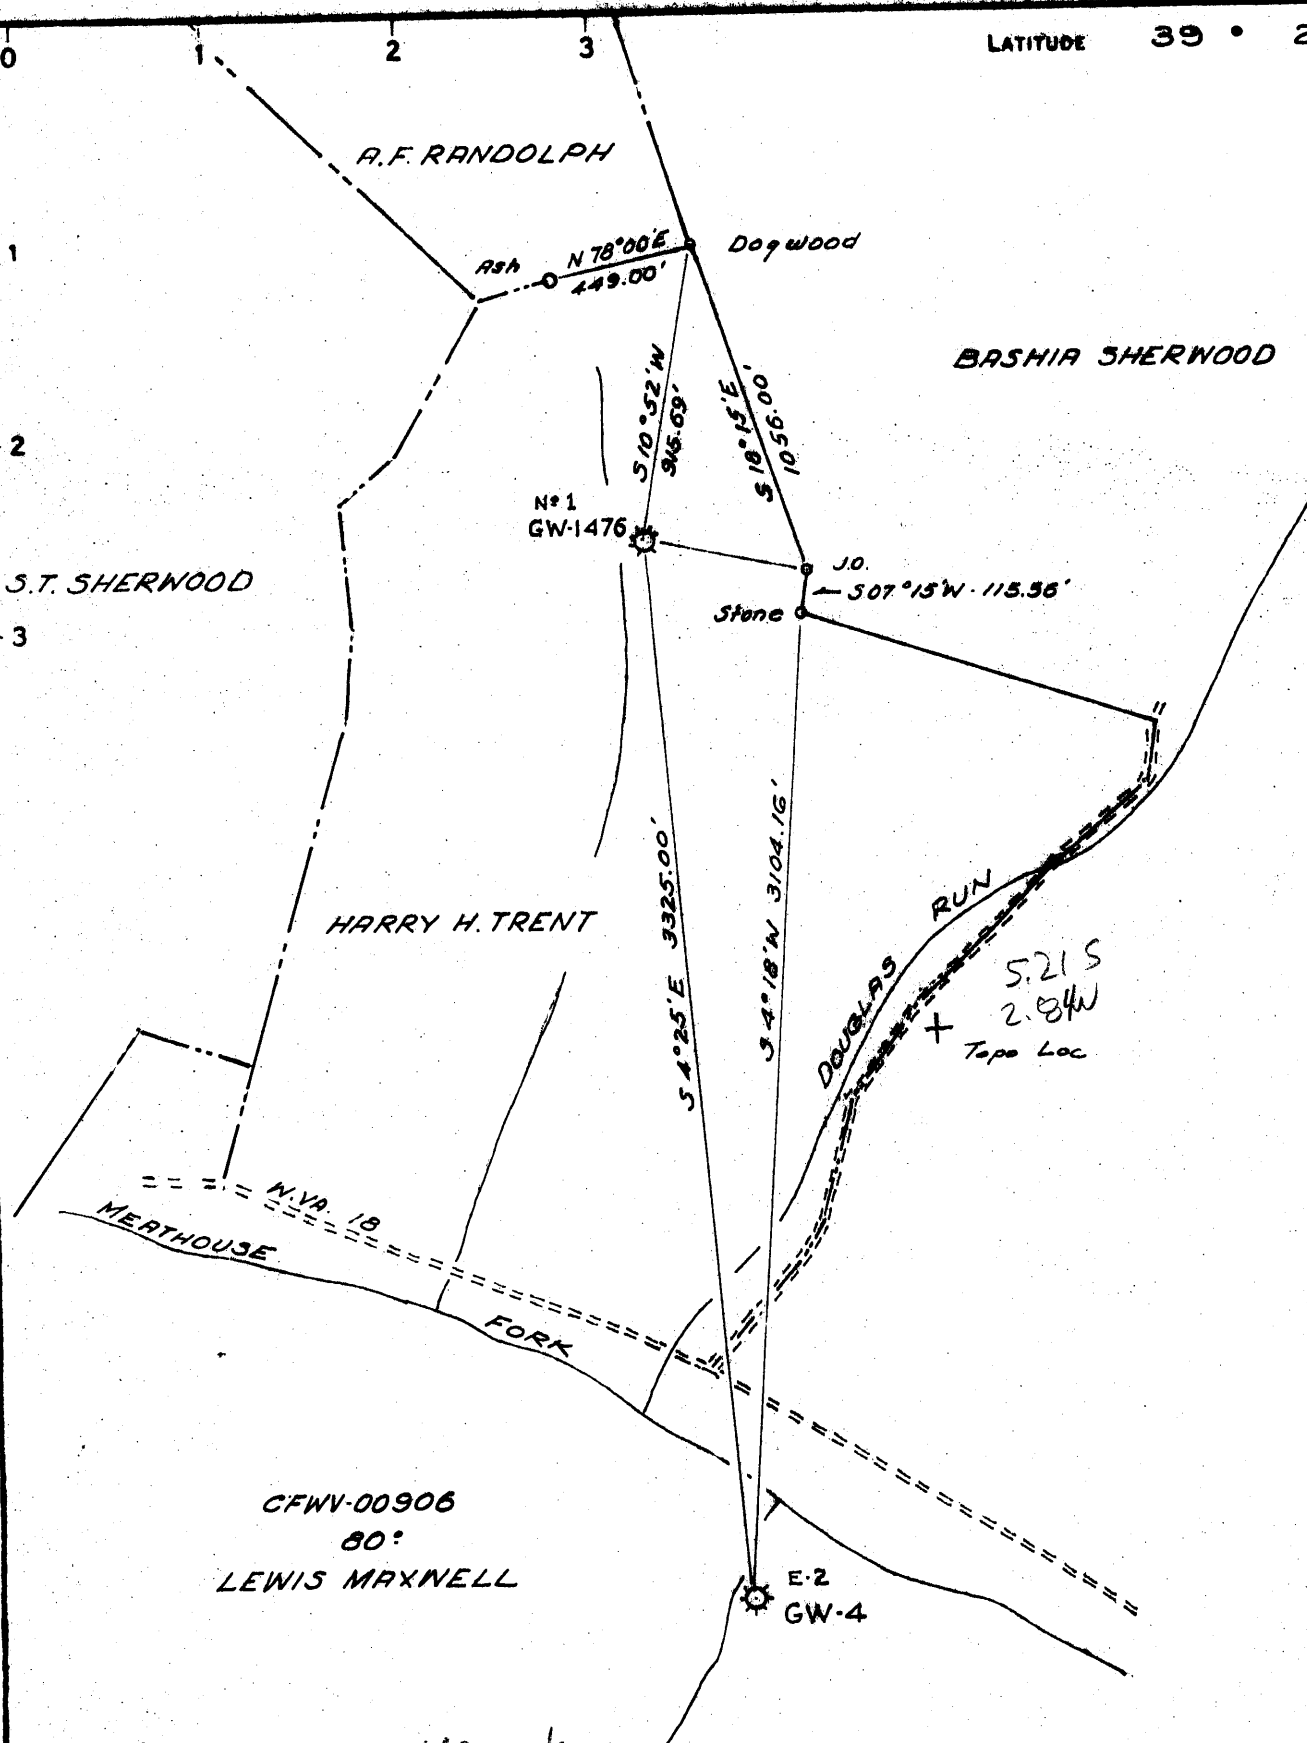 0 1 2 3
LATITUDE 39 °
A.F. RANDOLPH
1
Ash
N 78°00'E
449.00'
Dogwood
BASHIA SHERWOOD
S 10°52'W
S 18°15'E
1056.00'
2
Nº 1
GW-1476
J.O.
S.T. SHERWOOD
S 07°15'W - 115.56'
Stone
3
S 4°25'E 3325.00'
S 4°18'W 3104.16'
HARRY H. TRENT
DOUGLAS RUN
5.21 S
2.84W
Topo Loc
W.VA. 18
MEATHOUSE FORK
CFWV-00906
80°
LEWIS MAXWELL
E-2
GW-4